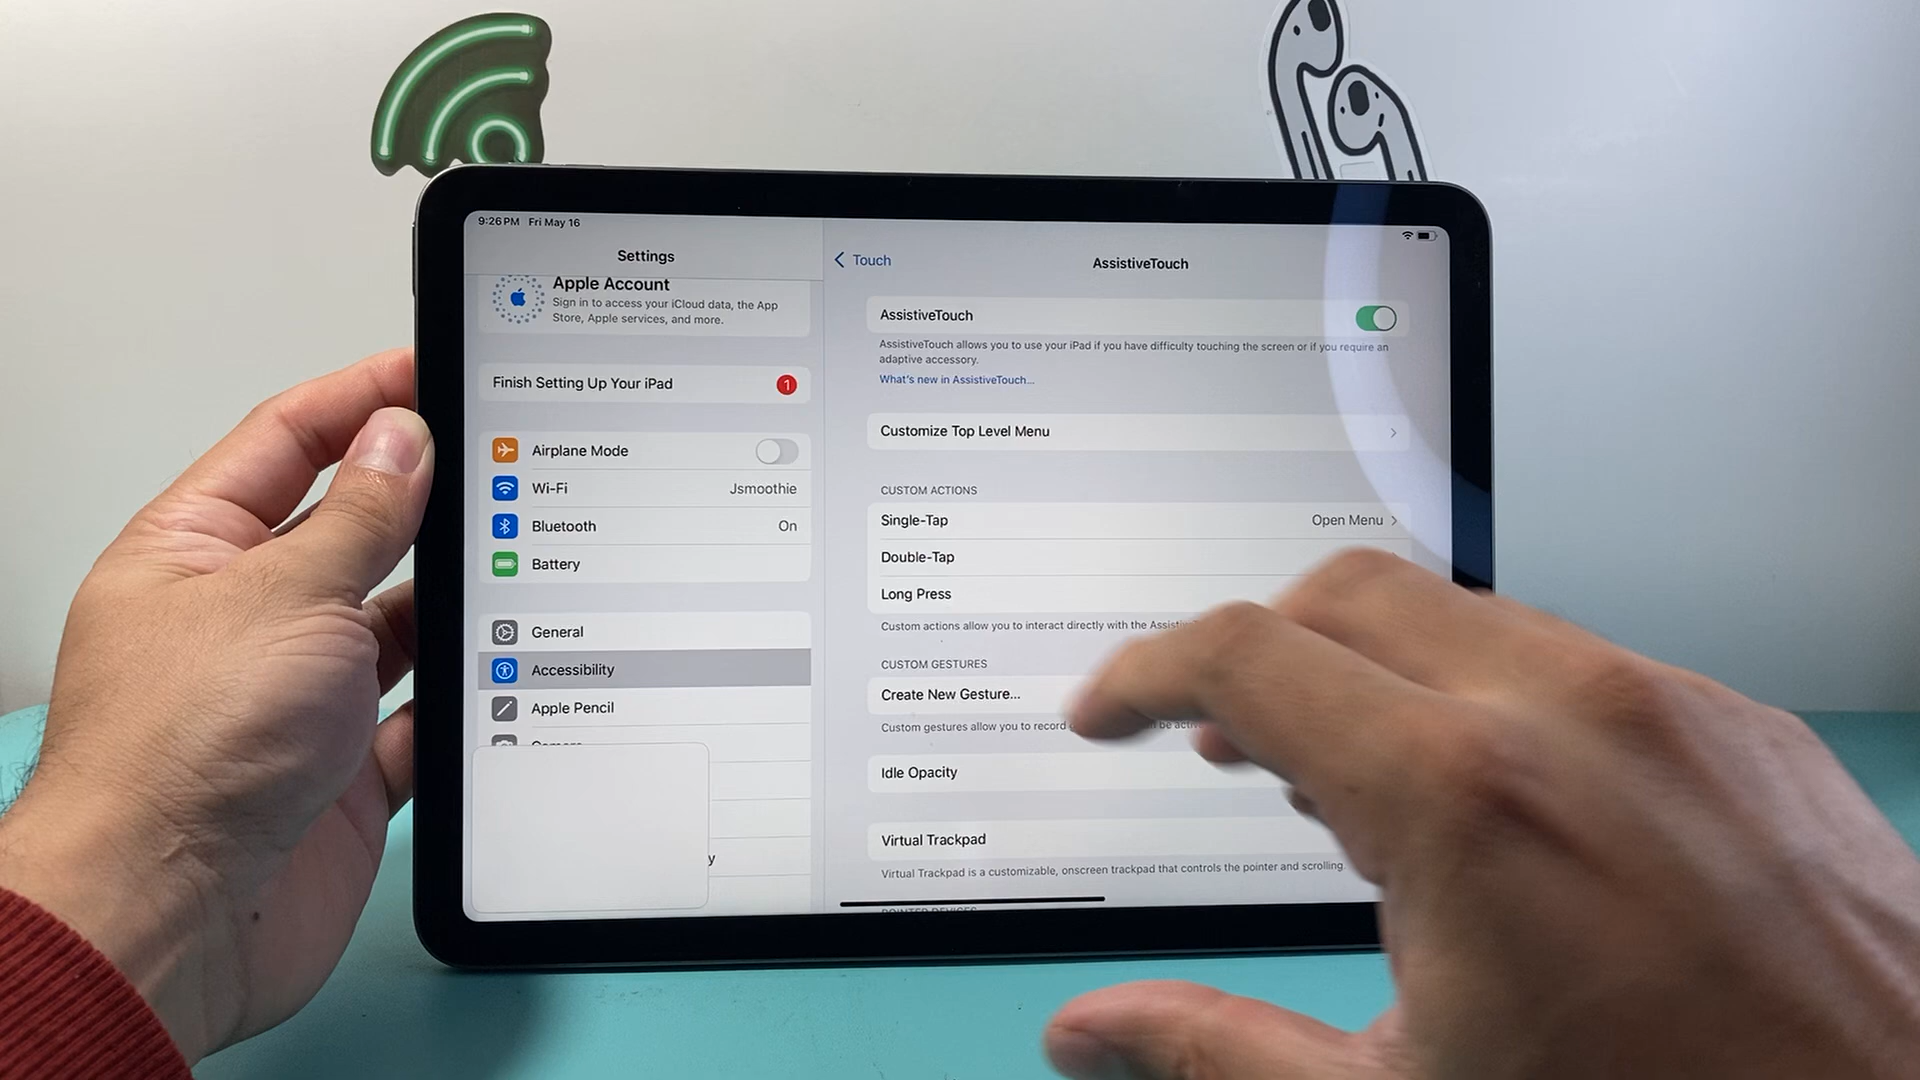 9:26 PM Fri May 16
Settings
Apple Account
Sign in to access your iCloud data, the App
Store, Apple services, and more.
Finish Setting Up Your iPad 1
Airplane Mode
Wi-Fi Jsmoothie
Bluetooth On
Battery
General
Accessibility
Apple Pencil
Camera
y
Touch
AssistiveTouch
AssistiveTouch
AssistiveTouch allows you to use your iPad if you have difficulty touching the screen or if you require an
adaptive accessory.
What's new in AssistiveTouch...
Customize Top Level Menu
CUSTOM ACTIONS
Single-Tap Open Menu
Double-Tap
Long Press
Custom actions allow you to interact directly with the
CUSTOM GESTURES
Create New Gesture...
Custom gestures allow you to record be
Idle Opacity
Virtual Trackpad
Virtual Trackpad is a customizable, onscreen trackpad that controls the pointer and scrolling.
POINTER DEVICES